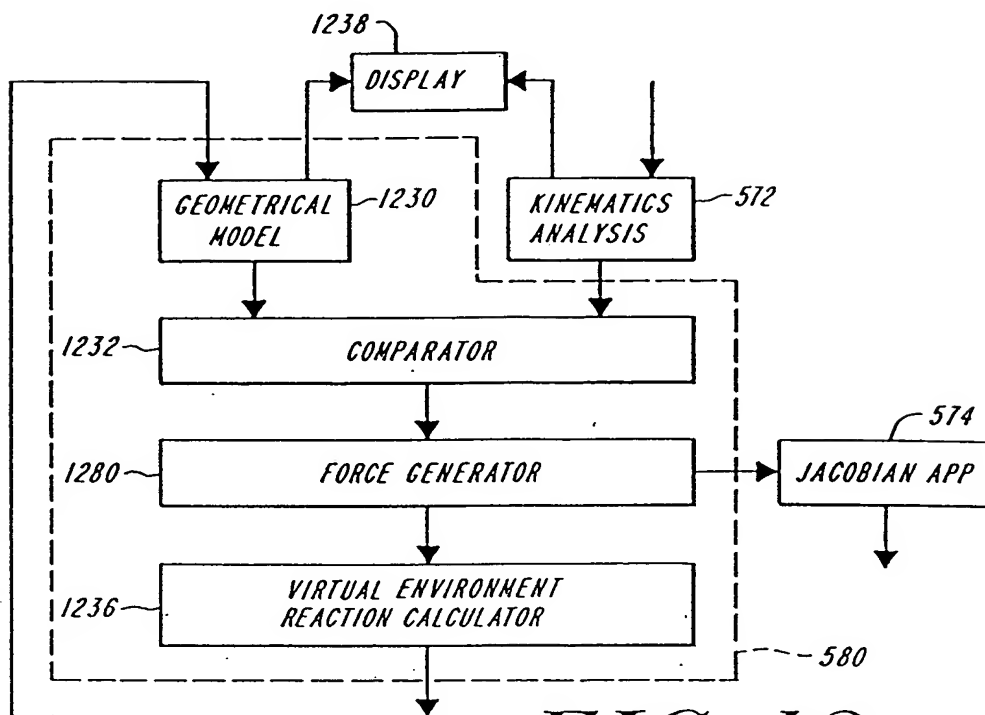 1238
DISPLAY
GEOMETRICAL
MODEL
1230
KINEMATICS
ANALYSIS
572
1232
COMPARATOR
574
1280
FORCE GENERATOR
JACOBIAN APP
1236
VIRTUAL ENVIRONMENT
REACTION CALCULATOR
580